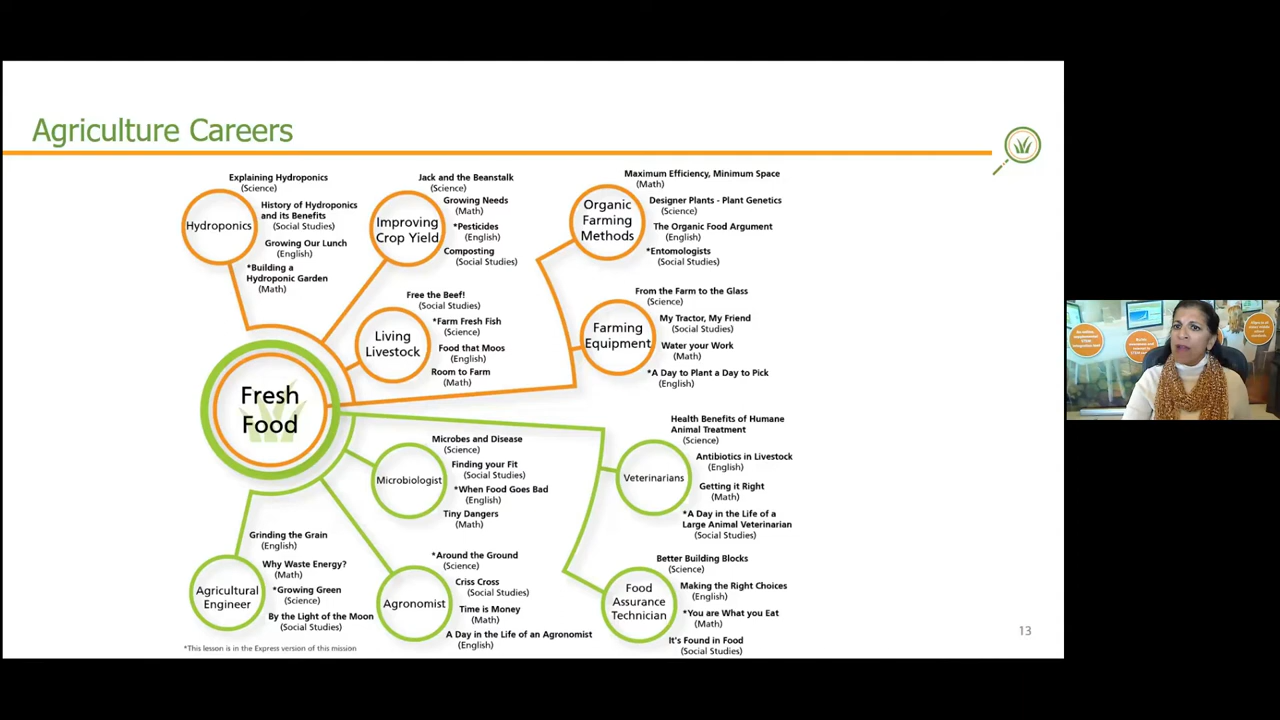 Agriculture Careers
Hydroponics
Explaining Hydroponics
(Science)
History of Hydroponics
and its Benefits
(Social Studies)
Growing Our Lunch
(English)
*Building a
Hydroponic Garden
(Math)
Improving
Crop Yield
Jack and the Beanstalk
(Science)
Growing Needs
(Math)
*Pesticides
(English)
Composting
(Social Studies)
Organic
Farming
Methods
Maximum Efficiency, Minimum Space
(Math)
Designer Plants - Plant Genetics
(Science)
The Organic Food Argument
(English)
*Entomologists
(Social Studies)
Living
Livestock
Free the Beef!
(Social Studies)
*Farm Fresh Fish
(Science)
Food that Moos
(English)
Room to Farm
(Math)
Farming
Equipment
From the Farm to the Glass
(Science)
My Tractor, My Friend
(Social Studies)
Water your Work
(Math)
*A Day to Plant a Day to Pick
(English)
Fresh
Food
Microbiologist
Microbes and Disease
(Science)
Finding your Fit
(Social Studies)
*When Food Goes Bad
(English)
Tiny Dangers
(Math)
Veterinarians
Health Benefits of Humane
Animal Treatment
(Science)
Antibiotics in Livestock
(English)
Getting it Right
(Math)
*A Day in the Life of a
Large Animal Veterinarian
(Social Studies)
Agricultural
Engineer
Grinding the Grain
(English)
Why Waste Energy?
(Math)
*Growing Green
(Science)
By the Light of the Moon
(Social Studies)
Agronomist
*Around the Ground
(Science)
Criss Cross
(Social Studies)
Time is Money
(Math)
A Day in the Life of an Agronomist
(English)
Food
Assurance
Technician
Better Building Blocks
(Science)
Making the Right Choices
(English)
*You are What you Eat
(Math)
It's Found in Food
(Social Studies)
*This lesson is in the Express version of this mission
13